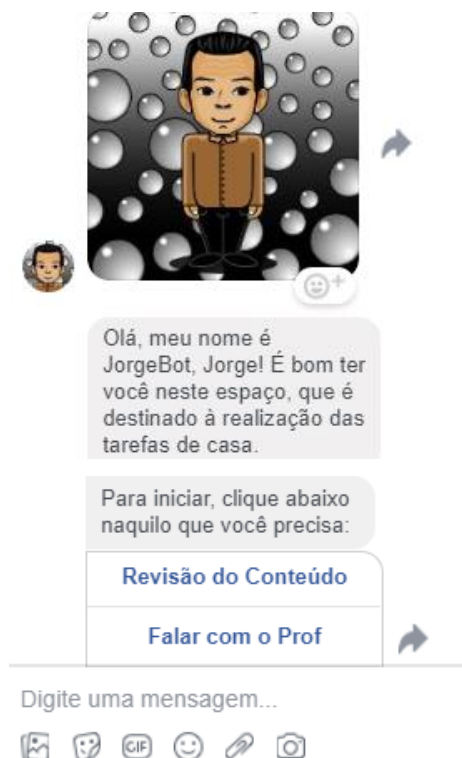 Olá, meu nome é
JorgeBot, Jorge! É bom ter
você neste espaço, que é
destinado à realização das
tarefas de casa.
Para iniciar, clique abaixo
naquilo que você precisa:
Revisão do Conteúdo
Falar com o Prof
Digite uma mensagem...
GIF